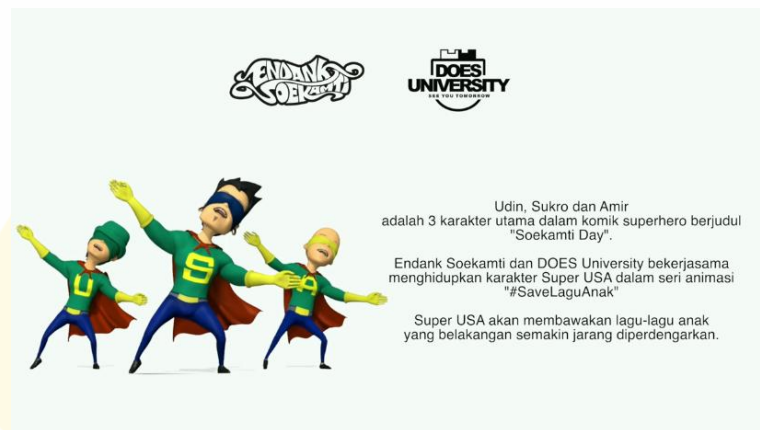 ENDANK
SOEKAMTI
DOES
UNIVERSITY
SEE YOU TOMORROW
Udin, Sukro dan Amir
adalah 3 karakter utama dalam komik superhero berjudul
"Soekamti Day".
Endank Soekamti dan DOES University bekerjasama
menghidupkan karakter Super USA dalam seri animasi
"#SaveLaguAnak"
Super USA akan membawakan lagu-lagu anak
yang belakangan semakin jarang diperdengarkan.
U
S
A